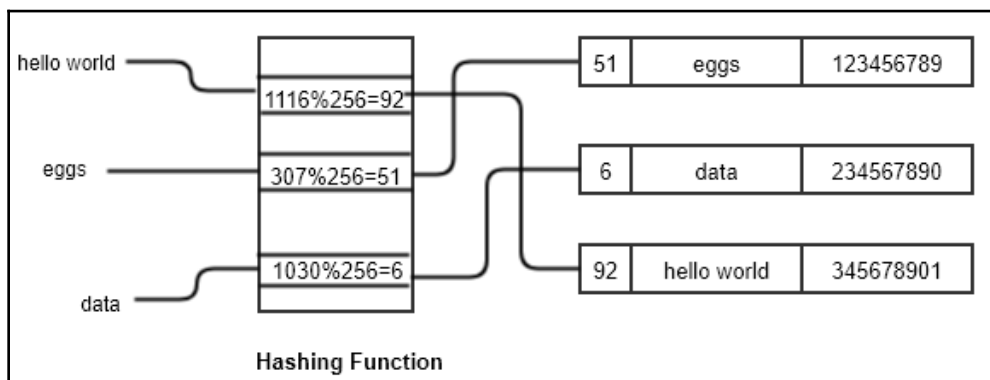 hello world
1116%256=92
eggs
307%256=51
data
1030%256=6
Hashing Function
51 eggs 123456789
6 data 234567890
92 hello world 345678901